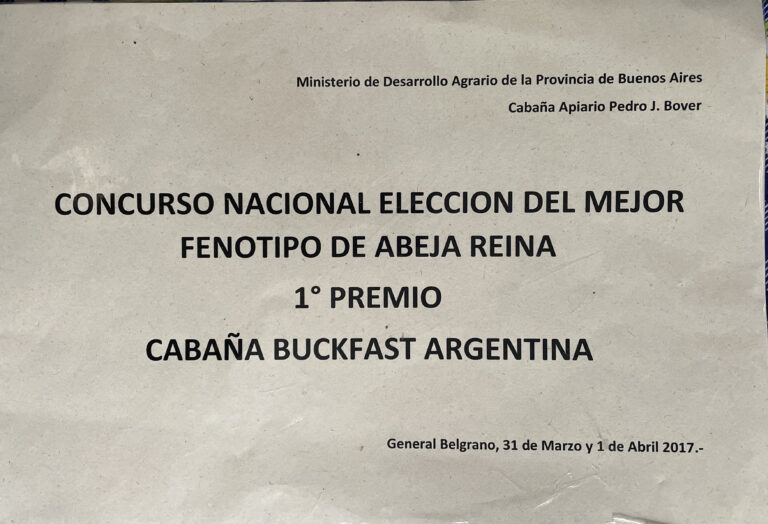 Ministerio de Desarrollo Agrario de la Provincia de Buenos Aires
Cabaña Apiario Pedro J. Bover
CONCURSO NACIONAL ELECCION DEL MEJOR
FENOTIPO DE ABEJA REINA
1° PREMIO
CABAÑA BUCKFAST ARGENTINA
General Belgrano, 31 de Marzo y 1 de Abril 2017.-